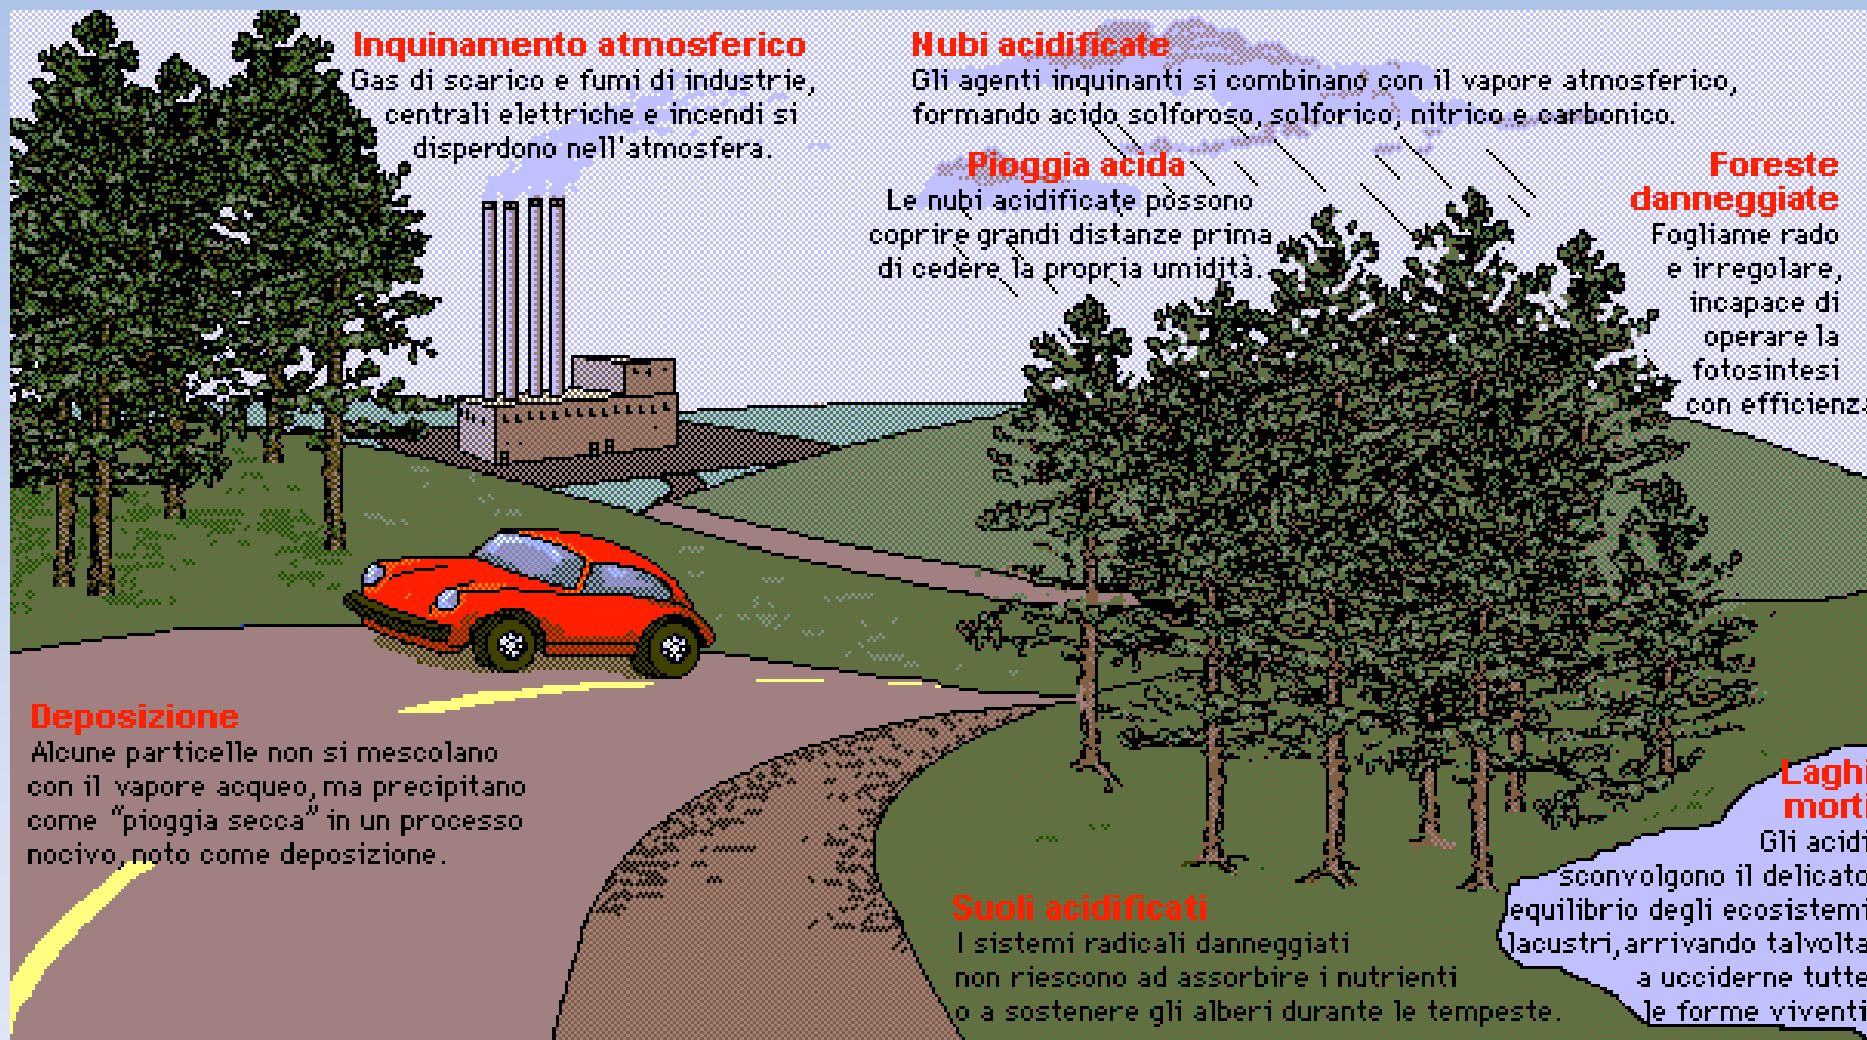 Inquinamento atmosferico
Gas di scarico e fumi di industrie,
centrali elettriche e incendi si
disperdono nell'atmosfera.
Nubi acidificate
Gli agenti inquinanti si combinano con il vapore atmosferico,
formando acido solforoso, solforico, nitrico e carbonico.
Pioggia acida
Le nubi acidificate possono
coprire grandi distanze prima
di cedere la propria umidità.
Foreste
danneggiate
Fogliame rado
e irregolare,
incapace di
operare la
fotosintesi
con
Deposizione
Alcune particelle non si mescolano
con il vapore acqueo, ma precipitano
come "pioggia secca" in un processo
nocivo, noto come deposizione.
Suoli acidificati
I sistemi radicali danneggiati
non riescono ad assorbire i nutrienti
o a sostenere gli alberi durante le tempeste.
Laghi
morti
Gli acidi
sconvolgono il delicato
equilibrio degli ecosistemi
lacustri, arrivando talvolta
a ucciderne tutte
le forme viventi